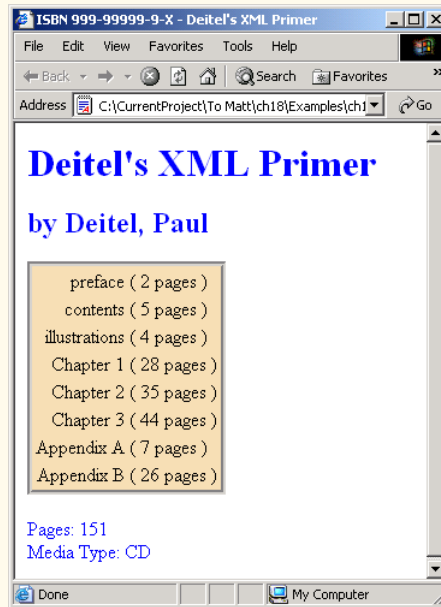 ISBN 999-99999-9-X - Deitel's XML Primer
File Edit View Favorites Tools Help
Back Search Favorites »
Address C:\CurrentProject\To Matt\ch18\Examples\ch1 Go
Deitel's XML Primer
by Deitel, Paul
preface ( 2 pages )
contents ( 5 pages )
illustrations ( 4 pages )
Chapter 1 ( 28 pages )
Chapter 2 ( 35 pages )
Chapter 3 ( 44 pages )
Appendix A ( 7 pages )
Appendix B ( 26 pages )
Pages: 151
Media Type: CD
Done My Computer